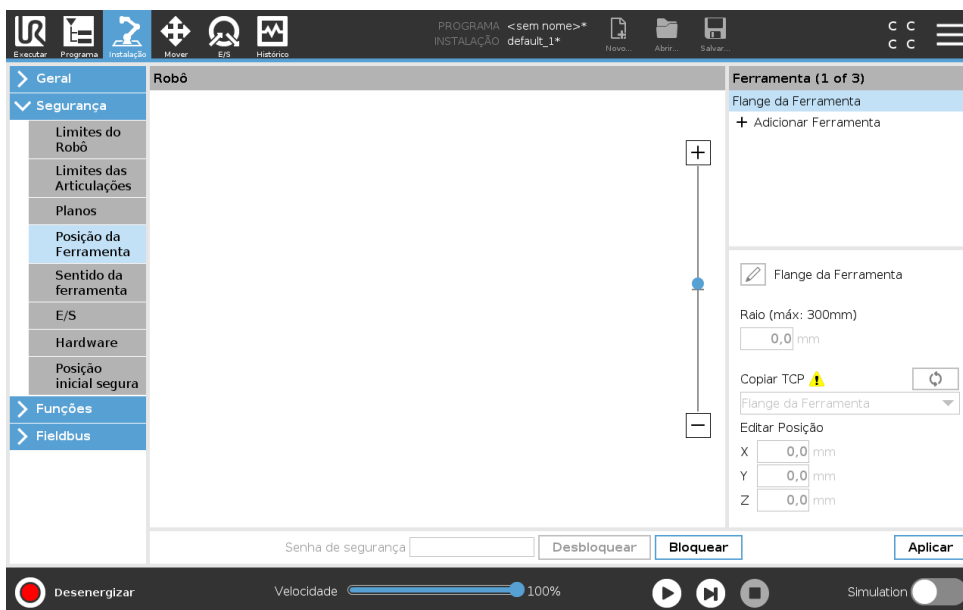 UR
Executar
Programa
Instalação
Mover
E/S
Histórico
PROGRAMA <sem nome>*
INSTALAÇÃO default_1*
Novo...
Abrir...
Salvar...
C C
C C
Geral
Segurança
Limites do
Robô
Limites das
Articulações
Planos
Posição da
Ferramenta
Sentido da
ferramenta
E/S
Hardware
Posição
inicial segura
Funções
Fieldbus
Robô
+
−
Ferramenta (1 of 3)
Flange da Ferramenta
+ Adicionar Ferramenta
Flange da Ferramenta
Raio (máx: 300mm)
0,0 mm
Copiar TCP
Flange da Ferramenta
Editar Posição
X 0,0 mm
Y 0,0 mm
Z 0,0 mm
Senha de segurança
Desbloquear
Bloquear
Aplicar
Desenergizar
Velocidade
100%
Simulation